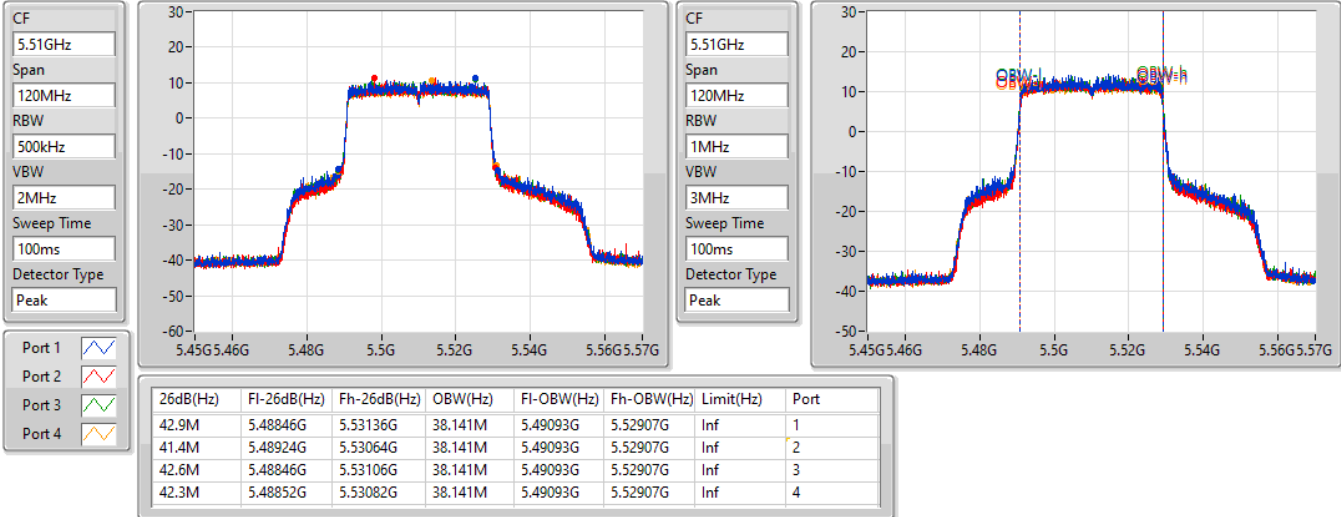 CF
5.51GHz
Span
120MHz
RBW
500kHz
VBW
2MHz
Sweep Time
100ms
Detector Type
Peak
30
20
10
0
-10
-20
-30
-40
-50
-60
5.45G 5.46G 5.48G 5.5G 5.52G 5.54G 5.56G 5.57G
CF
5.51GHz
Span
120MHz
RBW
1MHz
VBW
3MHz
Sweep Time
100ms
Detector Type
Peak
30
20
10
0
-10
-20
-30
-40
-50
OBW-l OBW-h
5.45G 5.46G 5.48G 5.5G 5.52G 5.54G 5.56G 5.57G
Port 1
Port 2
Port 3
Port 4
26dB(Hz) Fl-26dB(Hz) Fh-26dB(Hz) OBW(Hz) Fl-OBW(Hz) Fh-OBW(Hz) Limit(Hz) Port
42.9M 5.48846G 5.53136G 38.141M 5.49093G 5.52907G Inf 1
41.4M 5.48924G 5.53064G 38.141M 5.49093G 5.52907G Inf 2
42.6M 5.48846G 5.53106G 38.141M 5.49093G 5.52907G Inf 3
42.3M 5.48852G 5.53082G 38.141M 5.49093G 5.52907G Inf 4